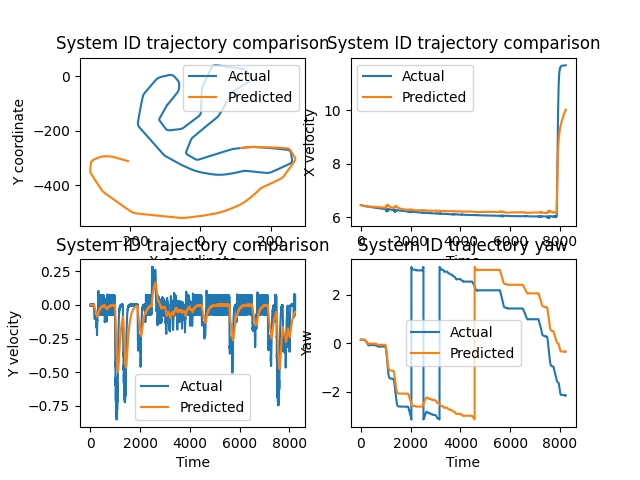 System ID trajectory comparison
System ID trajectory comparison
Y coordinate
0
−200
−400
Actual
Predicted
−200
0
200
X coordinate
X velocity
10
8
6
Actual
Predicted
0
2000
4000
6000
8000
Time
System ID trajectory comparison
System ID trajectory yaw
Y velocity
0.25
0.00
−0.25
−0.50
−0.75
Actual
Predicted
0
2000
4000
6000
8000
Time
Yaw
2
0
−2
Actual
Predicted
0
2000
4000
6000
8000
Time